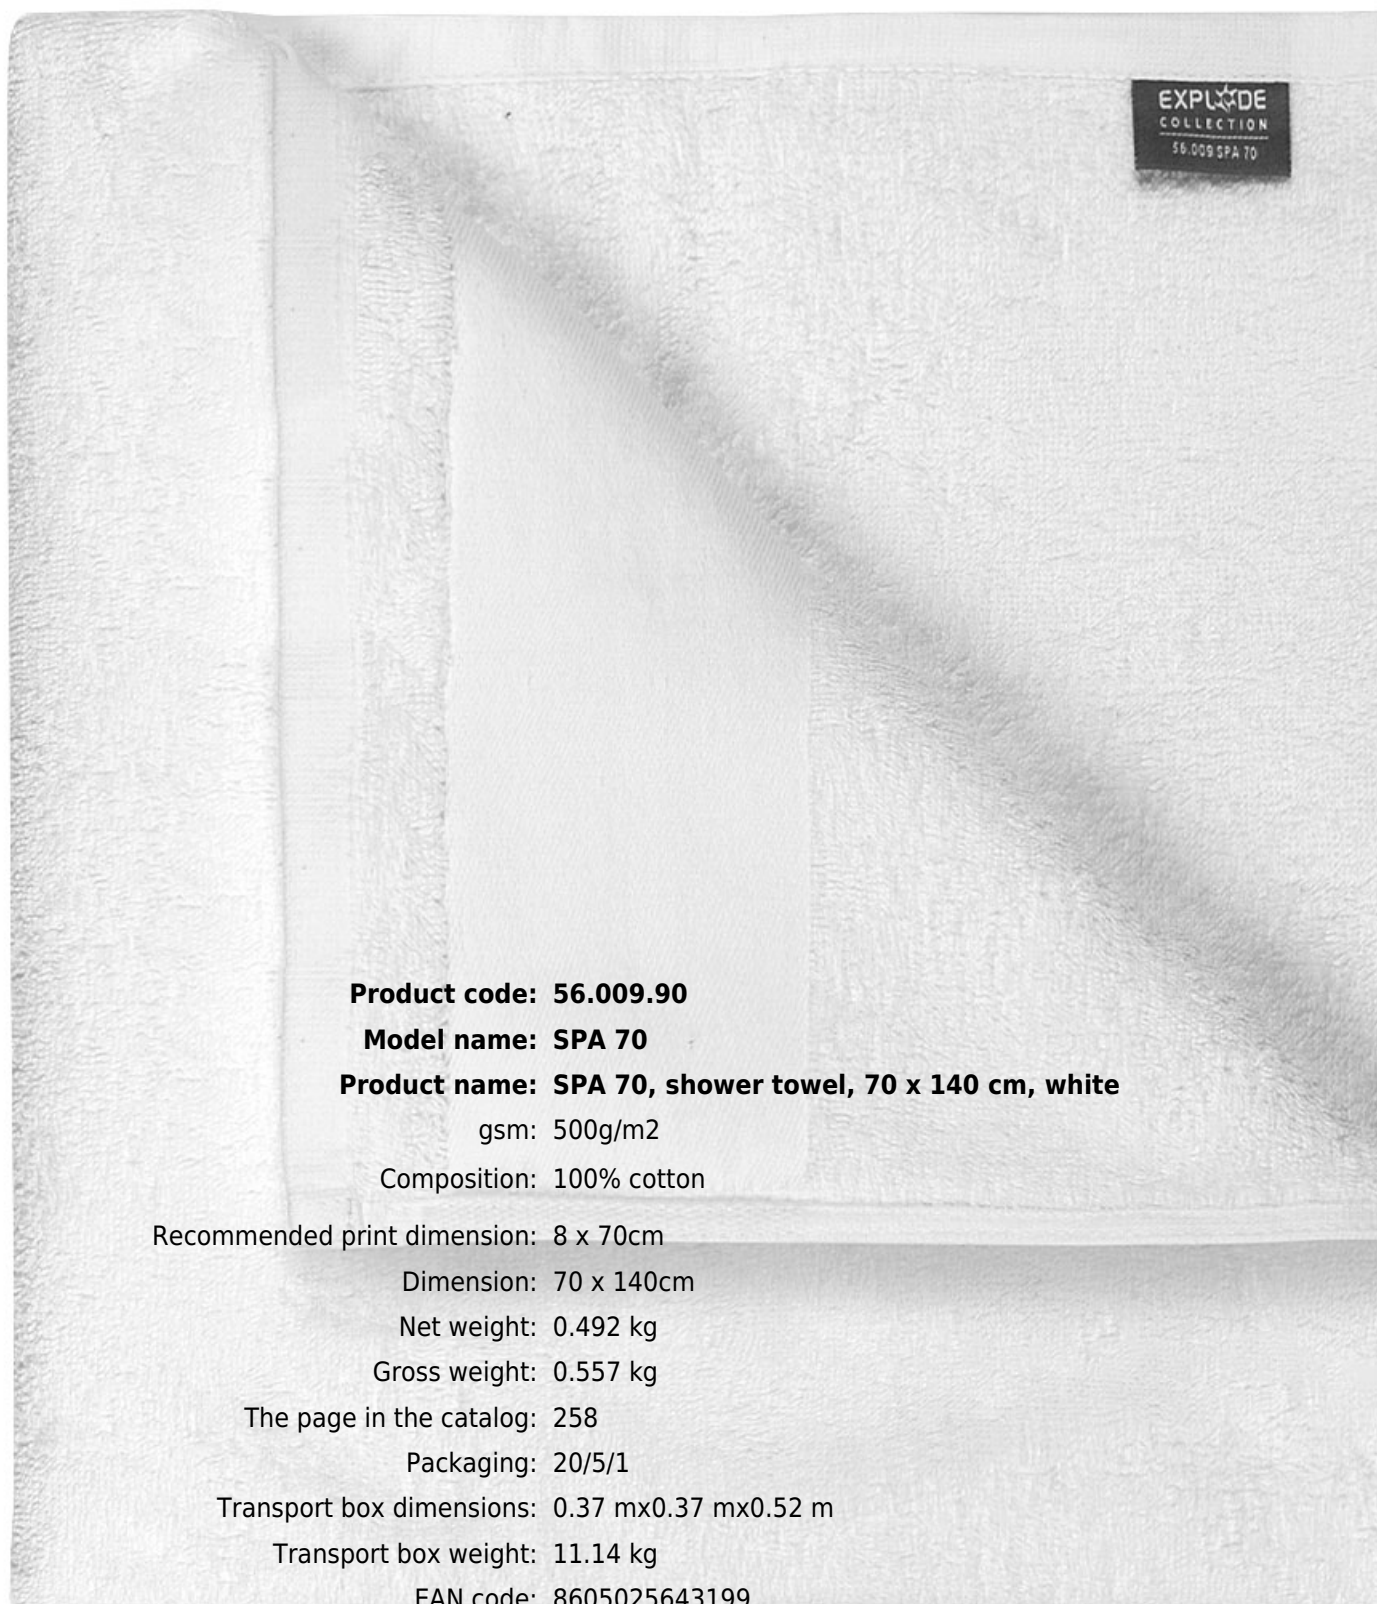 EXPLODE
COLLECTION
56.009 SPA 70
Product code: 56.009.90
Model name: SPA 70
Product name: SPA 70, shower towel, 70 x 140 cm, white
gsm: 500g/m2
Composition: 100% cotton
Recommended print dimension: 8 x 70cm
Dimension: 70 x 140cm
Net weight: 0.492 kg
Gross weight: 0.557 kg
The page in the catalog: 258
Packaging: 20/5/1
Transport box dimensions: 0.37 mx0.37 mx0.52 m
Transport box weight: 11.14 kg
EAN code: 8605025643199